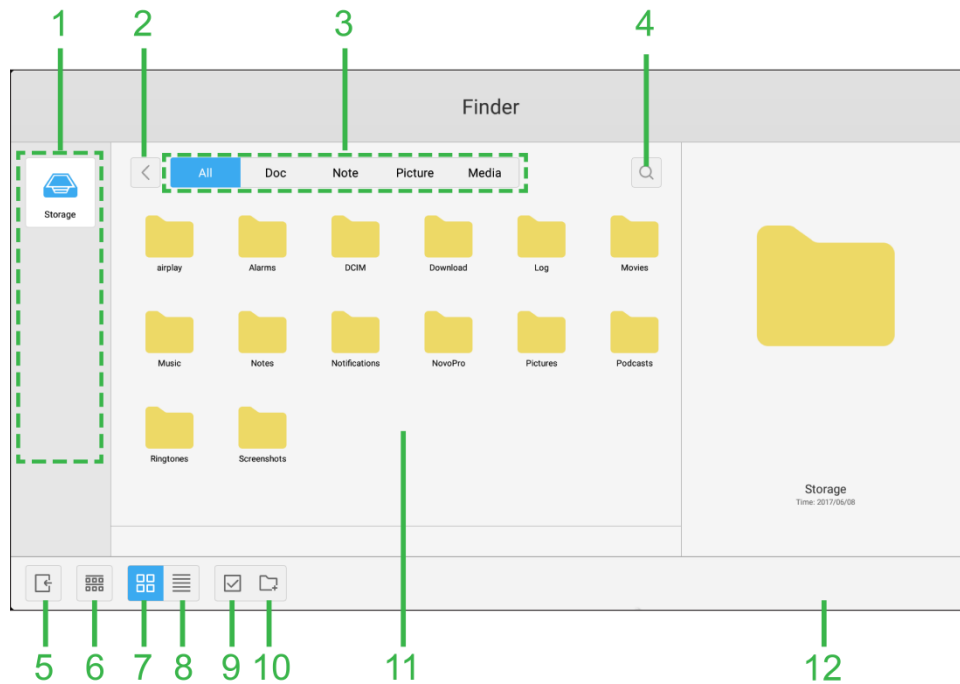 1 2 3 4
Finder
Storage
All Doc Note Picture Media
airplay Alarms DCIM Download Log Movies
Music Notes Notifications NovoPro Pictures Podcasts
Ringtones Screenshots
Storage
Time: 2017/06/08
5 6 7 8 9 10 11 12